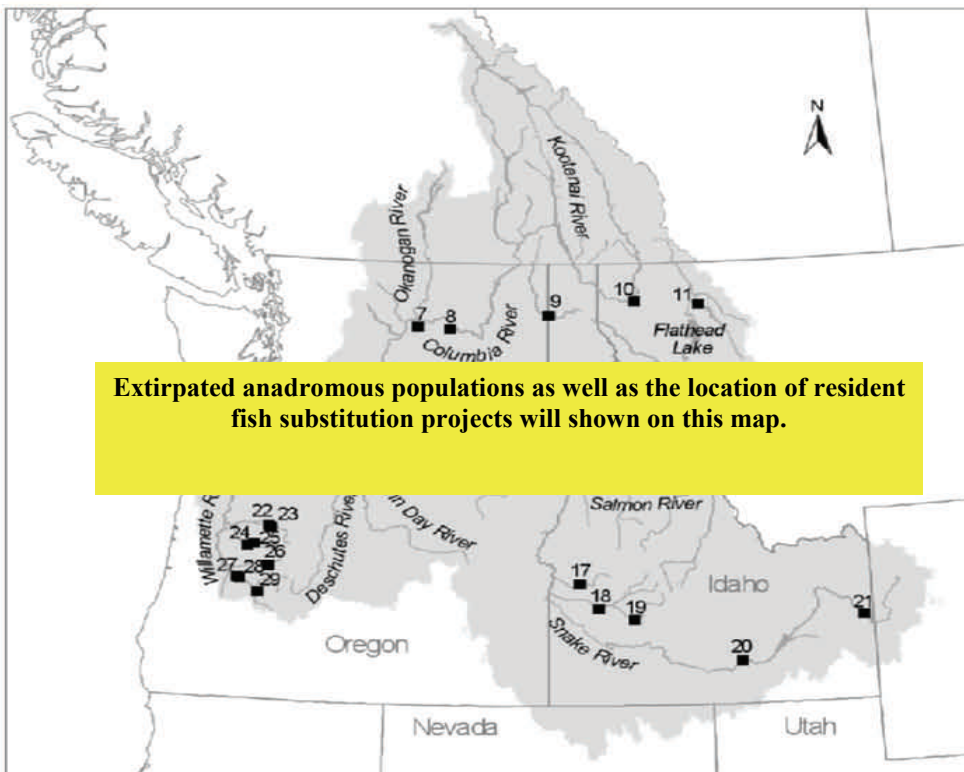 N
Kootenai River
Okanogan River
7
8
9
10
11
Columbia River
Flathead
Lake
Extirpated anadromous populations as well as the location of resident
fish substitution projects will shown on this map.
Willamette R
22
23
24
25
26
27
28
29
Deschutes River
n Day River
Salmon River
17
18
19
20
21
Idaho
Snake River
Oregon
Nevada
Utah